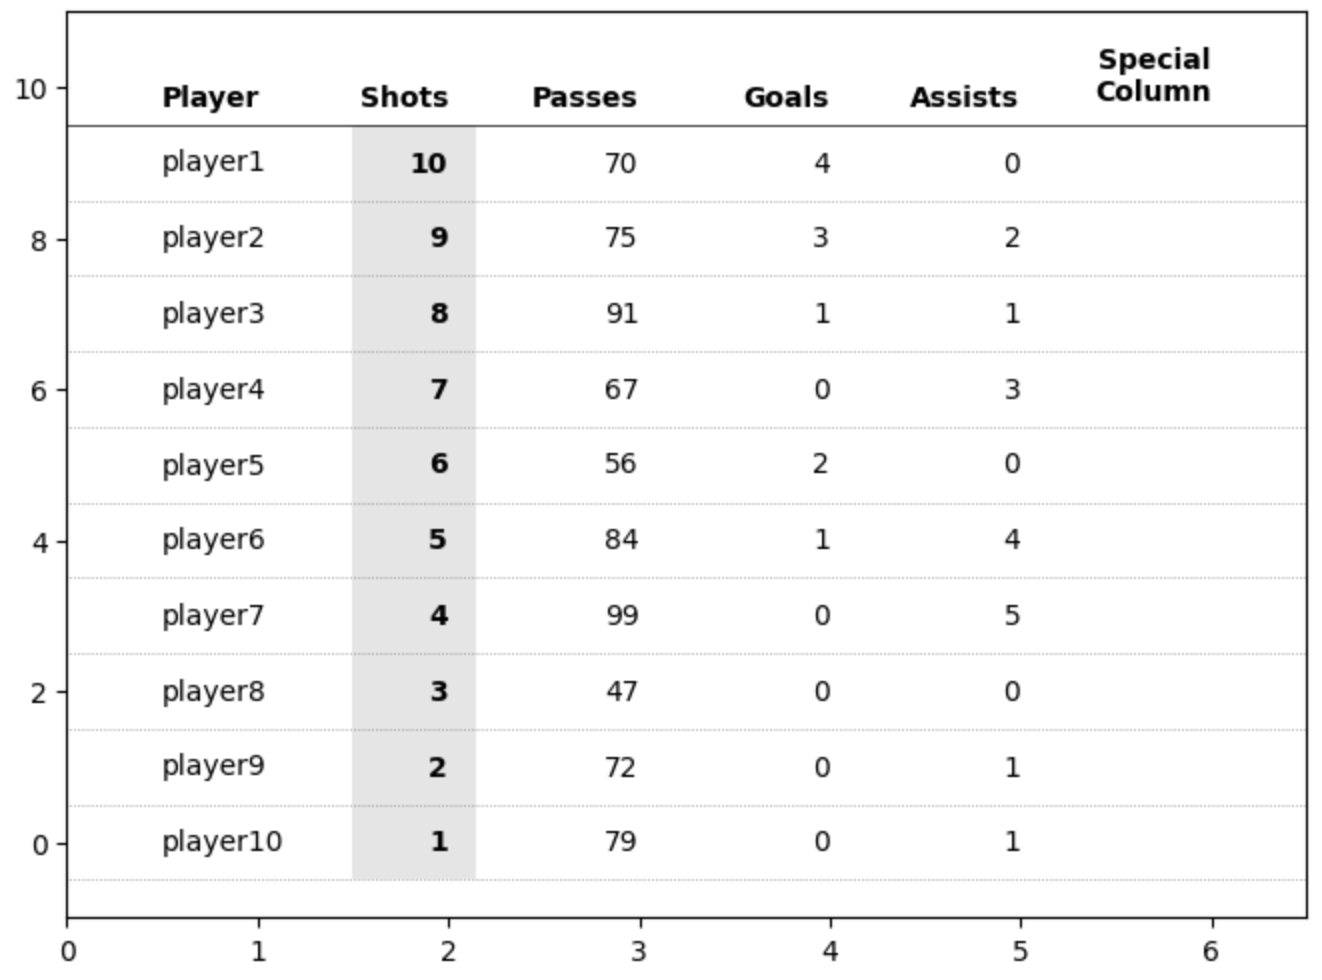 Player Shots Passes Goals Assists Special Column
10
player1 10 70 4 0
8 player2 9 75 3 2
player3 8 91 1 1
6 player4 7 67 0 3
player5 6 56 2 0
4 player6 5 84 1 4
player7 4 99 0 5
2 player8 3 47 0 0
player9 2 72 0 1
0 player10 1 79 0 1
0 1 2 3 4 5 6